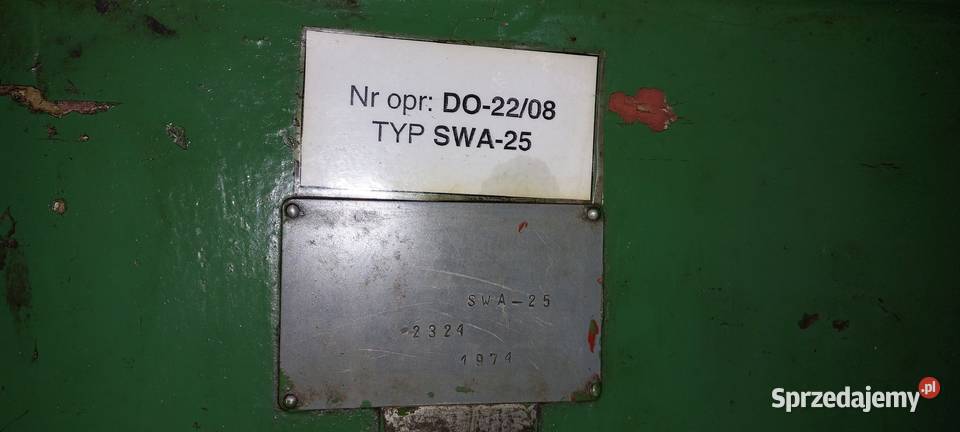 Nr opr: DO-22/08
TYP SWA-25
SWA-25
2324
1974
Sprzedajemy.pl